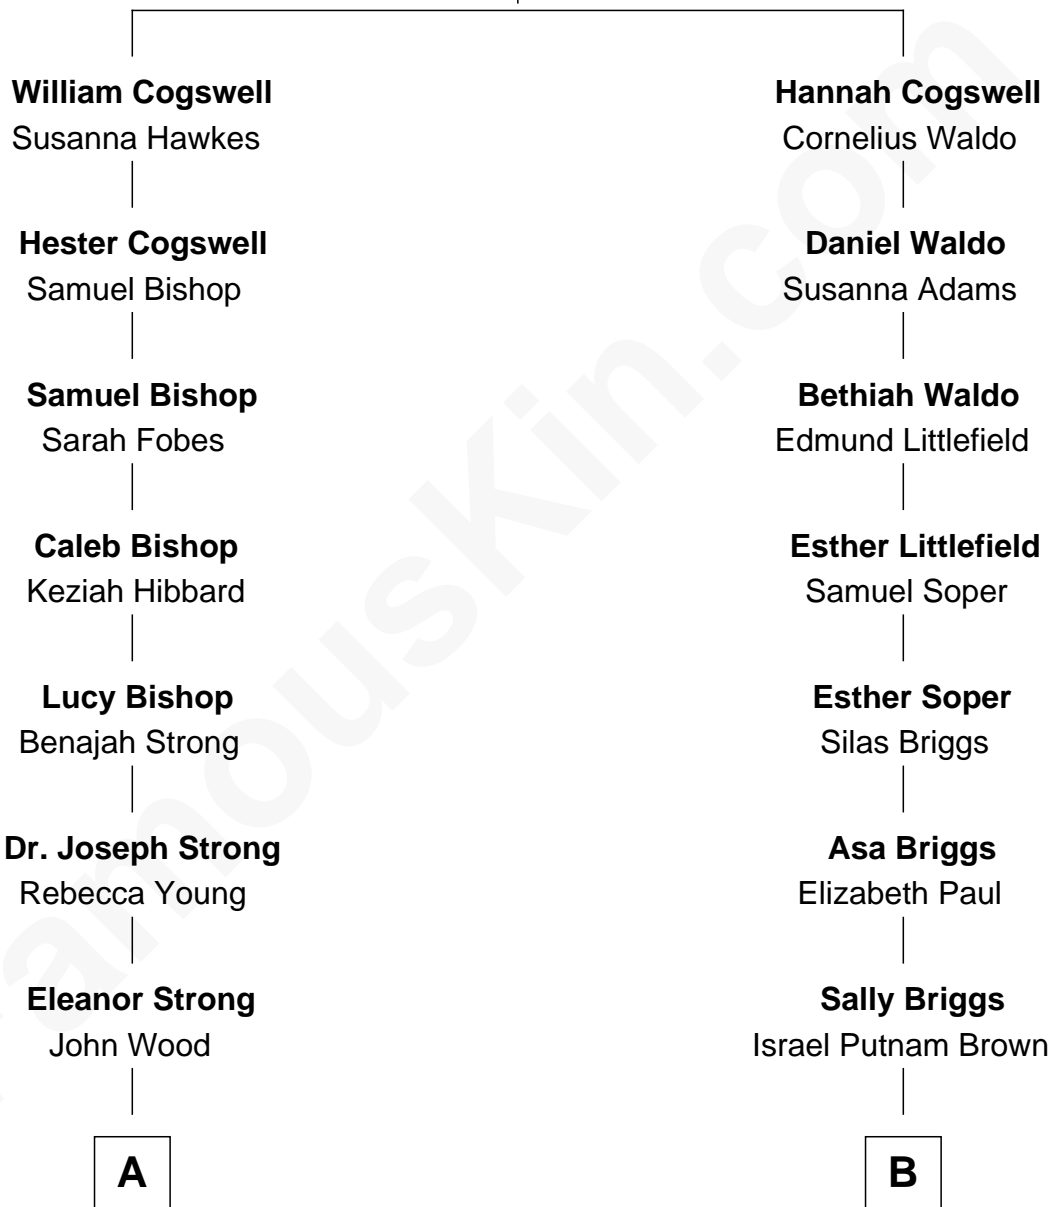 William Cogswell
Susanna Hawkes
Hester Cogswell
Samuel Bishop
Samuel Bishop
Sarah Fobes
Caleb Bishop
Keziah Hibbard
Lucy Bishop
Benajah Strong
Dr. Joseph Strong
Rebecca Young
Eleanor Strong
John Wood
A
Hannah Cogswell
Cornelius Waldo
Daniel Waldo
Susanna Adams
Bethiah Waldo
Edmund Littlefield
Esther Littlefield
Samuel Soper
Esther Soper
Silas Briggs
Asa Briggs
Elizabeth Paul
Sally Briggs
Israel Putnam Brown
B
FamousKin.com